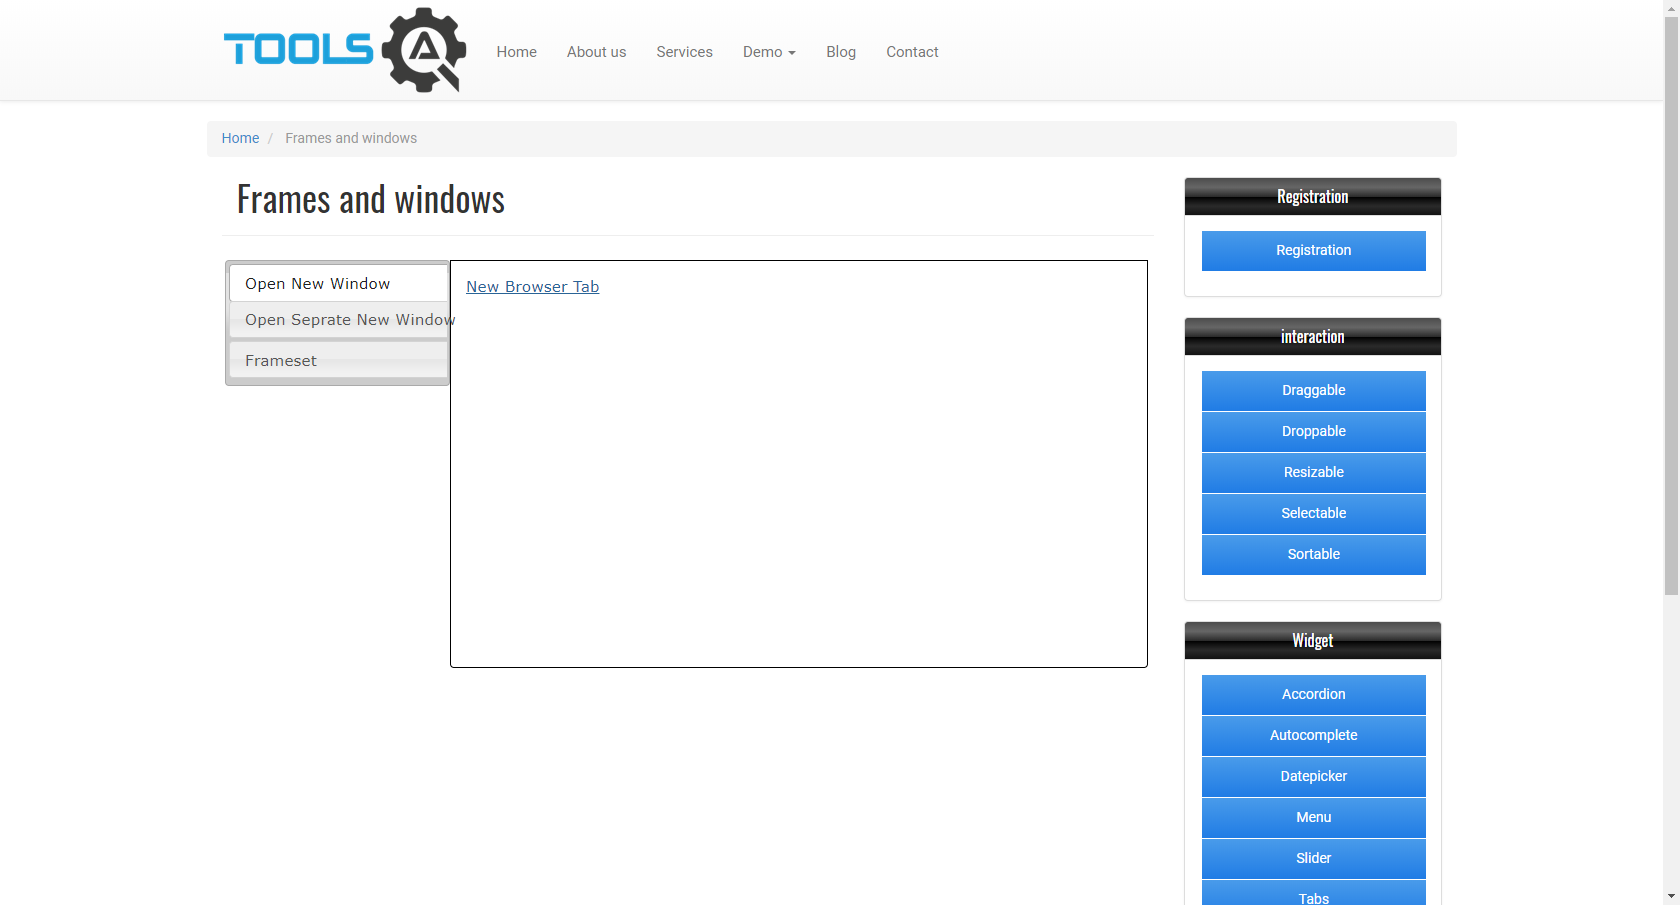 TOOLS
Home
About us
Services
Demo
Blog
Contact
Home / Frames and windows
Frames and windows
Open New Window
Open Seprate New Window
Frameset
New Browser Tab
Registration
Registration
interaction
Draggable
Droppable
Resizable
Selectable
Sortable
Widget
Accordion
Autocomplete
Datepicker
Menu
Slider
Tabs